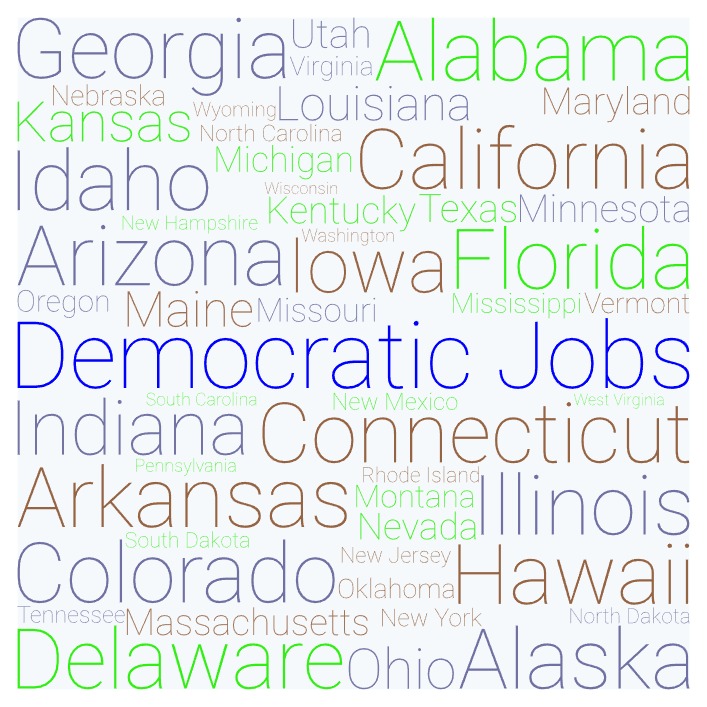 Georgia Utah Alabama
Virginia
Nebraska Wyoming Louisiana Maryland
Kansas North Carolina California
Idaho Michigan
Wisconsin
Kentucky Texas Minnesota
New Hampshire
Arizona Washington Iowa Florida
Oregon Maine Missouri Mississippi Vermont
Democratic Jobs
South Carolina New Mexico West Virginia
Indiana Connecticut
Pennsylvania
Arkansas Rhode Island Illinois
Montana
Nevada
South Dakota
Colorado New Jersey Hawaii
Oklahoma
Tennessee Massachusetts New York North Dakota
Delaware Ohio Alaska